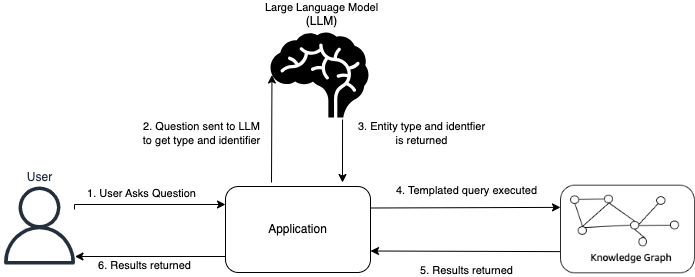 Large Language Model
(LLM)
2. Question sent to LLM
to get type and identifier
3. Entity type and identfier
is returned
User
1. User Asks Question
4. Templated query executed
Application
Knowledge Graph
6. Results returned
5. Results returned